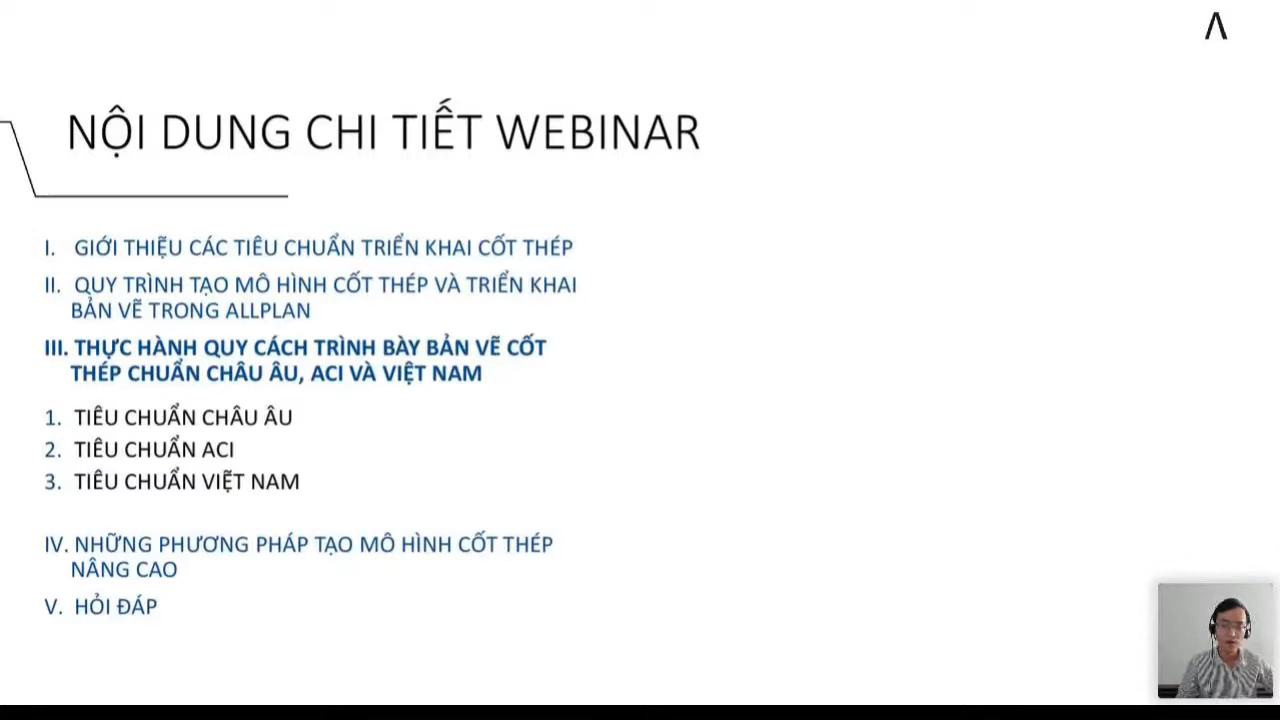 NỘI DUNG CHI TIẾT WEBINAR
I. GIỚI THIỆU CÁC TIÊU CHUẨN TRIỂN KHAI CỐT THÉP
II. QUY TRÌNH TẠO MÔ HÌNH CỐT THÉP VÀ TRIỂN KHAI
BẢN VẼ TRONG ALLPLAN
III. THỰC HÀNH QUY CÁCH TRÌNH BÀY BẢN VẼ CỐT
THÉP CHUẨN CHÂU ÂU, ACI VÀ VIỆT NAM
1. TIÊU CHUẨN CHÂU ÂU
2. TIÊU CHUẨN ACI
3. TIÊU CHUẨN VIỆT NAM
IV. NHỮNG PHƯƠNG PHÁP TẠO MÔ HÌNH CỐT THÉP
NÂNG CAO
V. HỎI ĐÁP